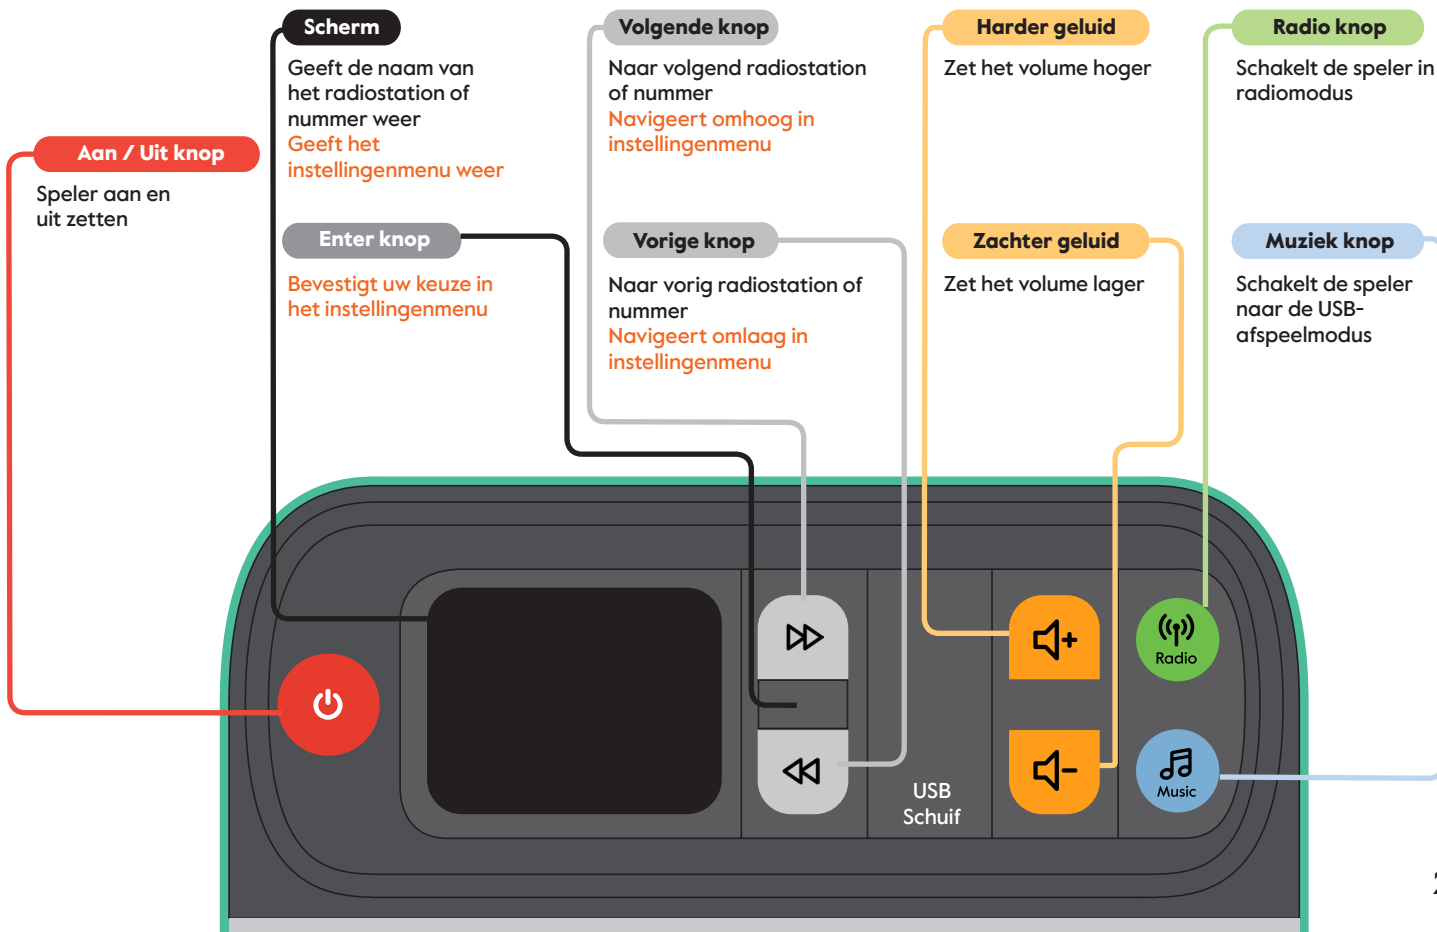 Scherm
Geeft de naam van
het radiostation of
nummer weer
Geeft het
instellingenmenu weer
Volgende knop
Naar volgend radiostation
of nummer
Navigeert omhoog in
instellingenmenu
Harder geluid
Zet het volume hoger
Radio knop
Schakelt de speler in
radiomodus
Aan / Uit knop
Speler aan en
uit zetten
Enter knop
Bevestigt uw keuze in
het instellingenmenu
Vorige knop
Naar vorig radiostation of
nummer
Navigeert omlaag in
instellingenmenu
Zachter geluid
Zet het volume lager
Muziek knop
Schakelt de speler
naar de USB-
afspeelmodus
Radio
Music
USB
Schuif